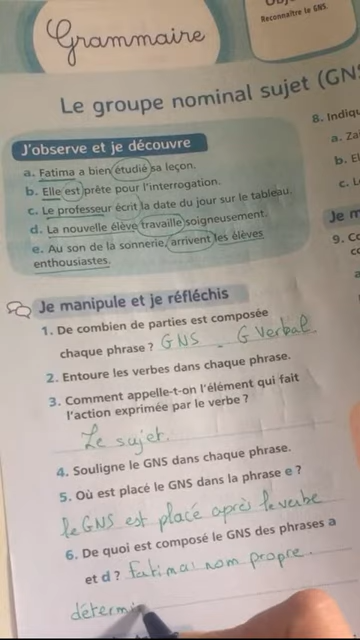 Grammaire
Reconnaître le GNS.
Le groupe nominal sujet (GNS
J'observe et je découvre
a. Fatima a bien étudié sa leçon.
b. Elle est prête pour l'interrogation.
c. Le professeur écrit la date du jour sur le tableau.
d. La nouvelle élève travaille soigneusement.
e. Au son de la sonnerie, arrivent les élèves
enthousiastes.
Je manipule et je réfléchis
1. De combien de parties est composée
chaque phrase ? GNS - G Verbal.
2. Entoure les verbes dans chaque phrase.
3. Comment appelle-t-on l'élément qui fait
l'action exprimée par le verbe ?
Le sujet.
4. Souligne le GNS dans chaque phrase.
5. Où est placé le GNS dans la phrase e ?
le GNS est placé après le verbe
6. De quoi est composé le GNS des phrases a
et d ? Fatima: nom propre.
détermi
8. Indiqu
a. Za
b. El
c. L
Je m
9. Co